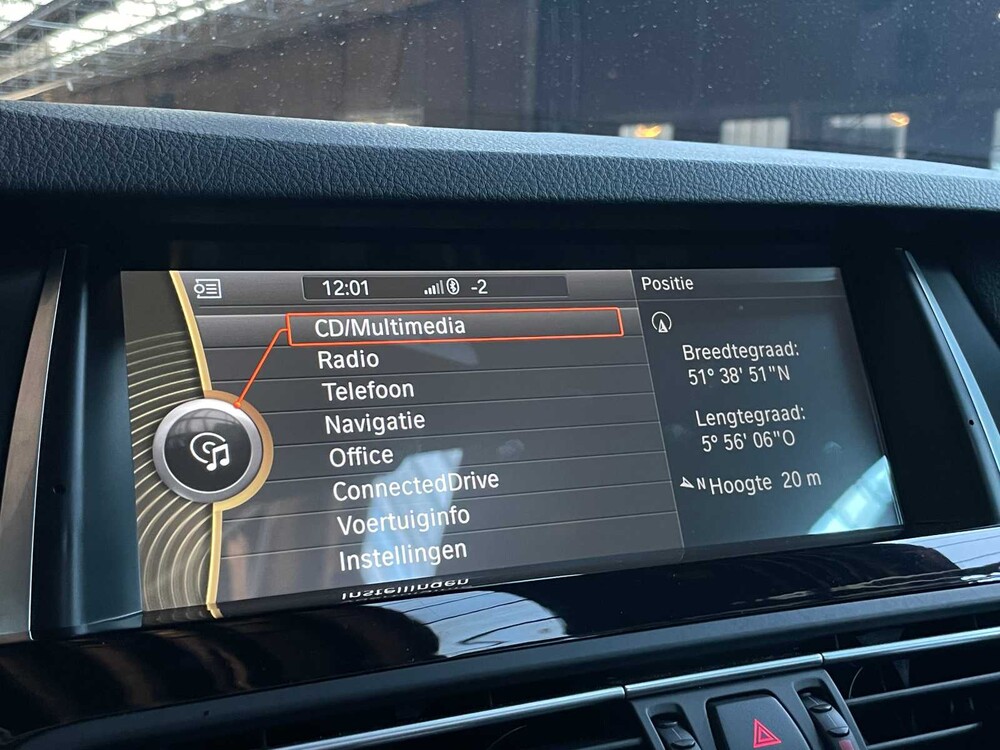 12:01 -2
CD/Multimedia
Radio
Telefoon
Navigatie
Office
ConnectedDrive
Voertuiginfo
Instellingen
Positie
Breedtegraad:
51° 38' 51"N
Lengtegraad:
5° 56' 06"O
N Hoogte 20 m